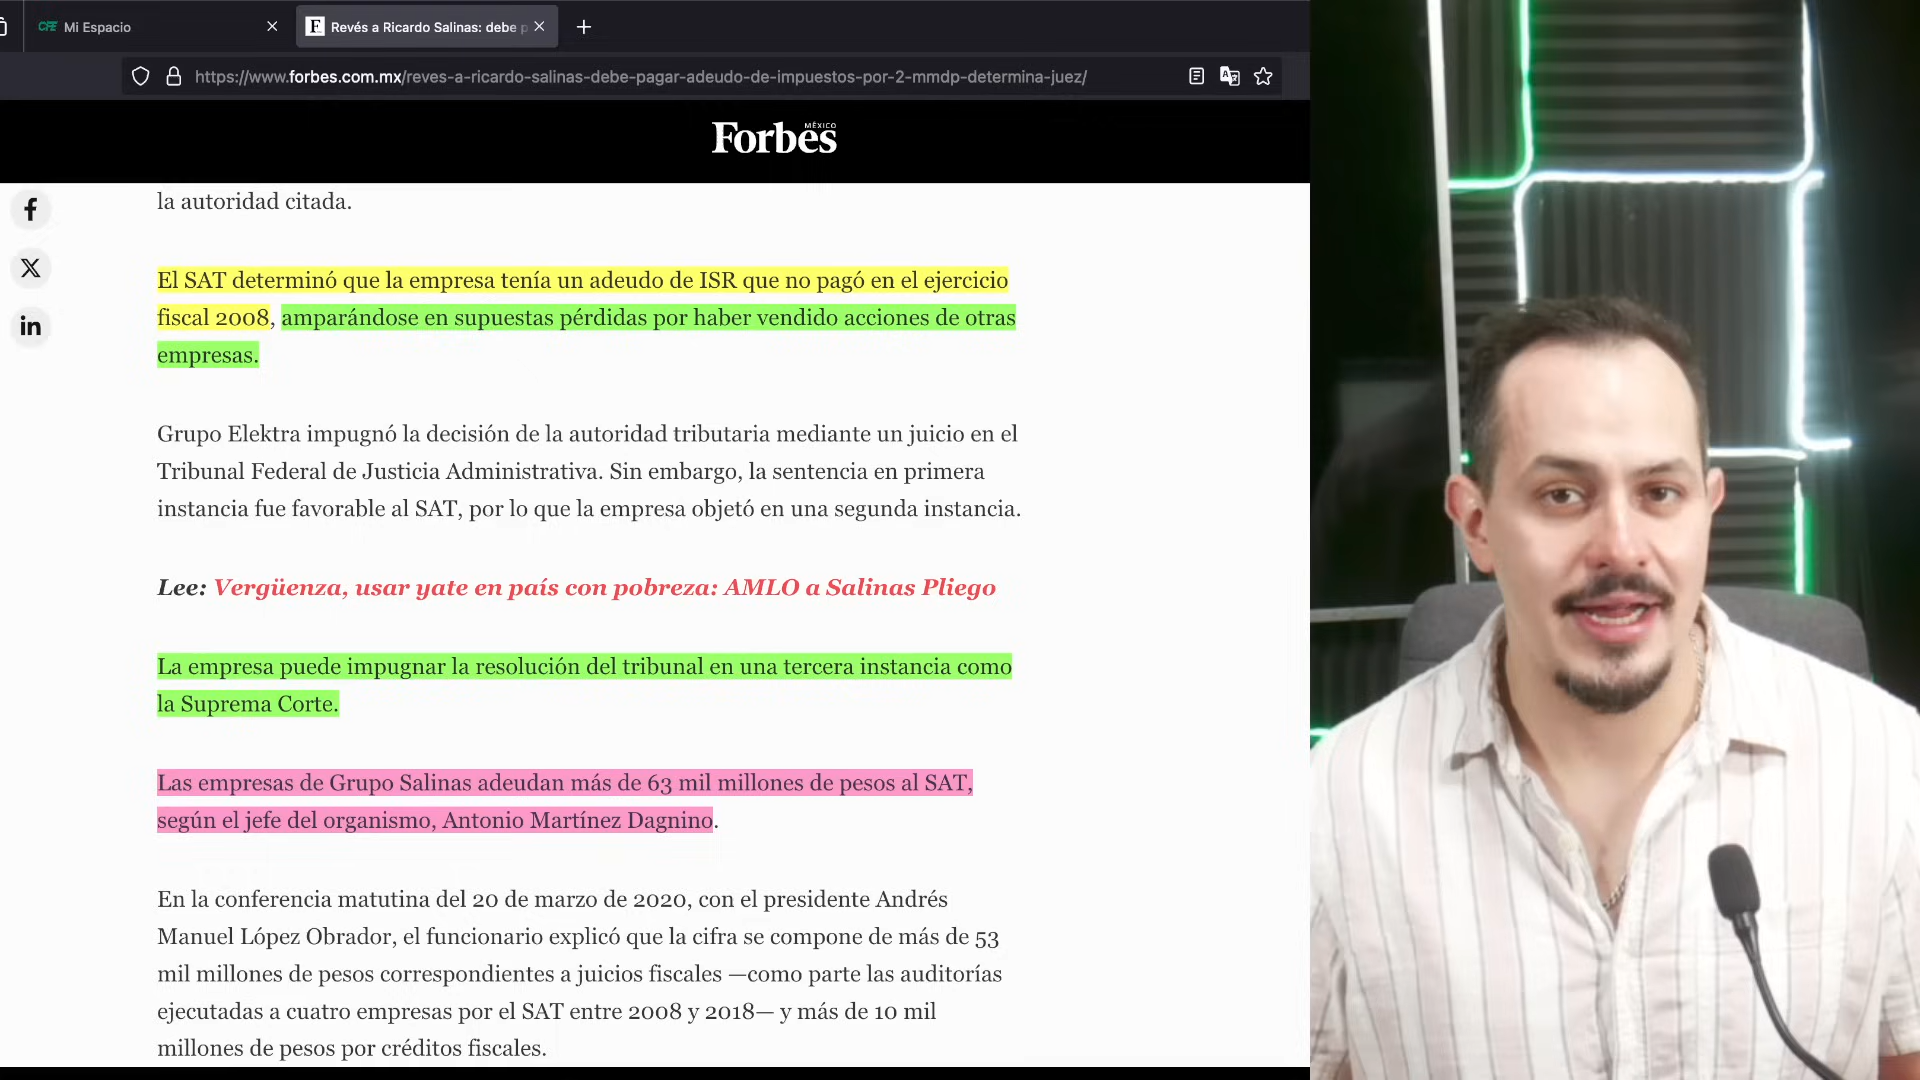 CFE Mi Espacio
F Revés a Ricardo Salinas: debe p
https://www.forbes.com.mx/reves-a-ricardo-salinas-debe-pagar-adeudo-de-impuestos-por-2-mmdp-determina-juez/
Forbes MÉXICO
la autoridad citada.
El SAT determinó que la empresa tenía un adeudo de ISR que no pagó en el ejercicio
fiscal 2008, amparándose en supuestas pérdidas por haber vendido acciones de otras
empresas.
Grupo Elektra impugnó la decisión de la autoridad tributaria mediante un juicio en el
Tribunal Federal de Justicia Administrativa. Sin embargo, la sentencia en primera
instancia fue favorable al SAT, por lo que la empresa objetó en una segunda instancia.
Lee: Vergüenza, usar yate en país con pobreza: AMLO a Salinas Pliego
La empresa puede impugnar la resolución del tribunal en una tercera instancia como
la Suprema Corte.
Las empresas de Grupo Salinas adeudan más de 63 mil millones de pesos al SAT,
según el jefe del organismo, Antonio Martínez Dagnino.
En la conferencia matutina del 20 de marzo de 2020, con el presidente Andrés
Manuel López Obrador, el funcionario explicó que la cifra se compone de más de 53
mil millones de pesos correspondientes a juicios fiscales —como parte las auditorías
ejecutadas a cuatro empresas por el SAT entre 2008 y 2018— y más de 10 mil
millones de pesos por créditos fiscales.